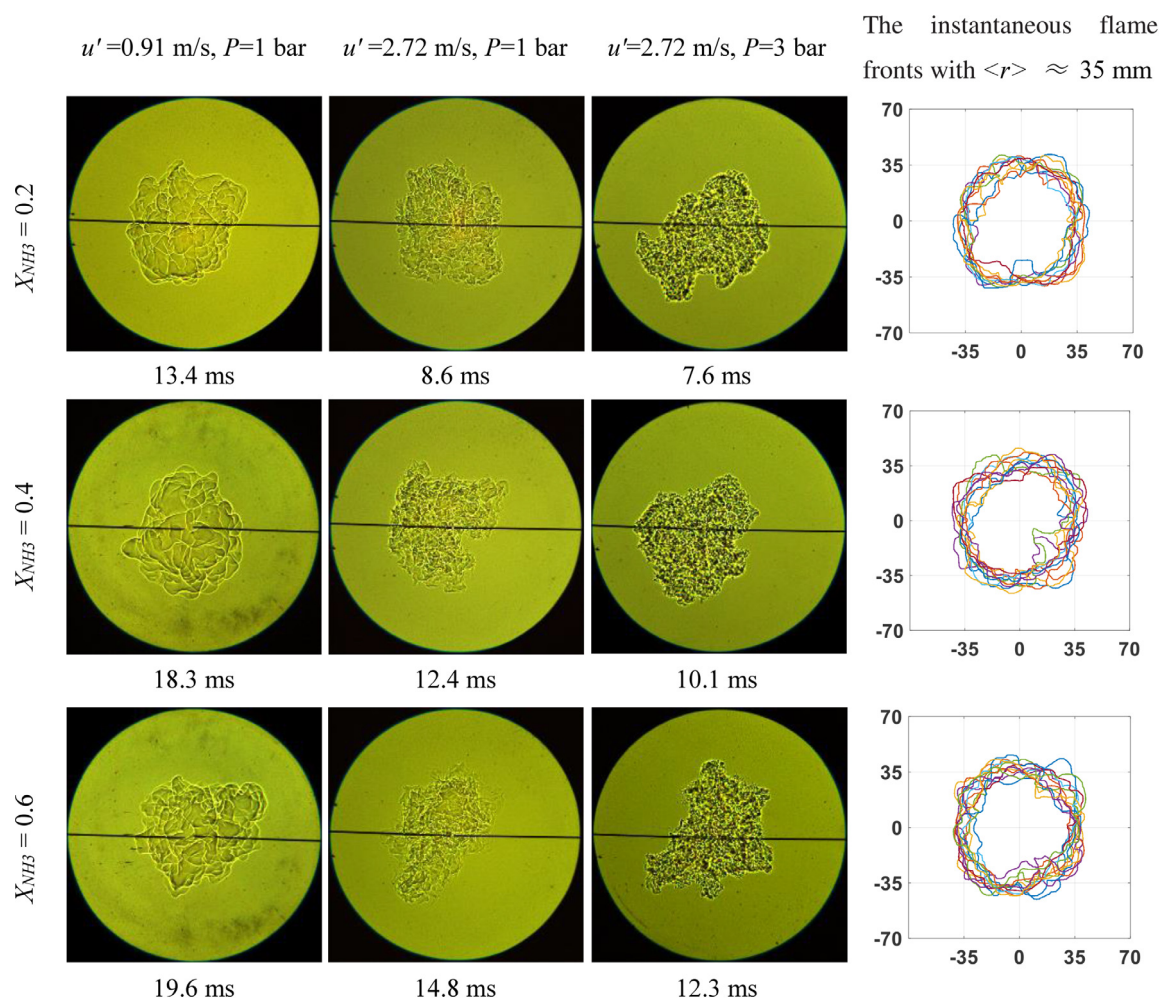 u' =0.91 m/s, P=1 bar
u' =2.72 m/s, P=1 bar
u'=2.72 m/s, P=3 bar
The instantaneous flame
fronts with <r> ≈ 35 mm
X_NH3 = 0.2
70
35
0
-35
-70
-35 0 35 70
13.4 ms
8.6 ms
7.6 ms
X_NH3 = 0.4
70
35
0
-35
-70
-35 0 35 70
18.3 ms
12.4 ms
10.1 ms
X_NH3 = 0.6
70
35
0
-35
-70
-35 0 35 70
19.6 ms
14.8 ms
12.3 ms